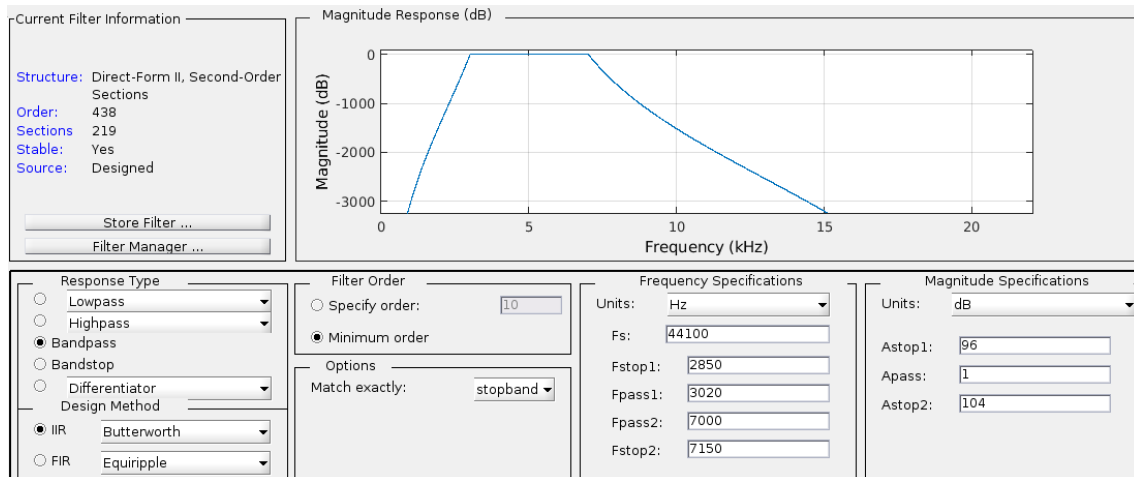 Current Filter Information
Structure: Direct-Form II, Second-Order
Sections
Order: 438
Sections 219
Stable: Yes
Source: Designed
Store Filter ...
Filter Manager ...
Magnitude Response (dB)
Magnitude (dB)
0
-1000
-2000
-3000
0 5 10 15 20
Frequency (kHz)
Response Type
Lowpass
Highpass
Bandpass
Bandstop
Differentiator
Design Method
IIR Butterworth
FIR Equiripple
Filter Order
Specify order: 10
Minimum order
Options
Match exactly: stopband
Frequency Specifications
Units: Hz
Fs: 44100
Fstop1: 2850
Fpass1: 3020
Fpass2: 7000
Fstop2: 7150
Magnitude Specifications
Units: dB
Astop1: 96
Apass: 1
Astop2: 104